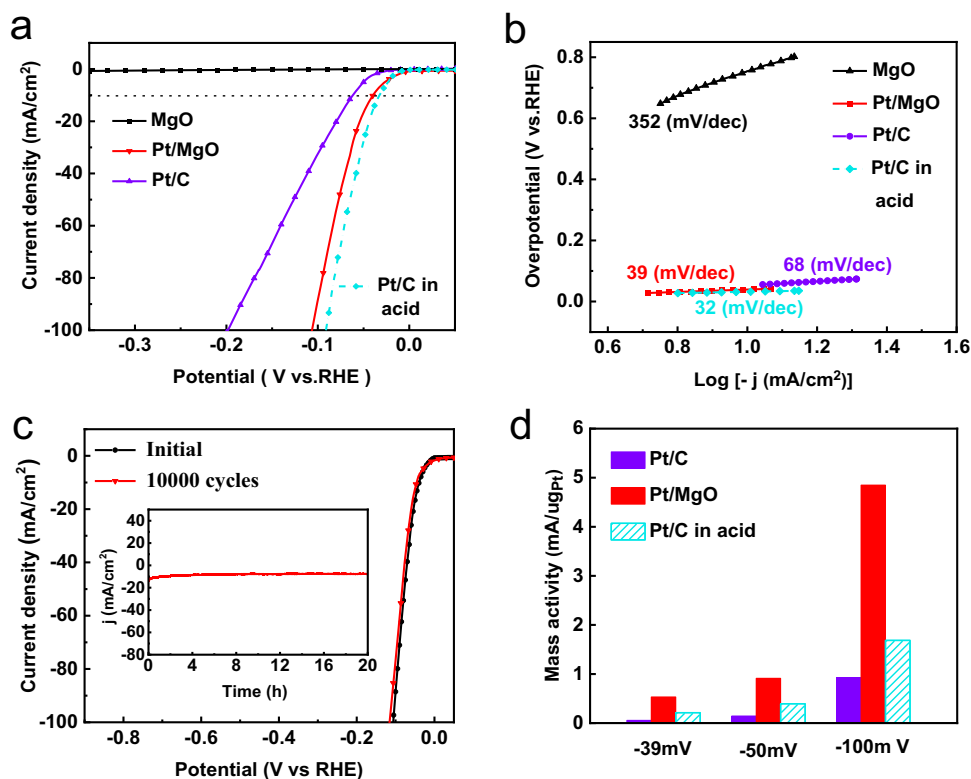 a
0
-20
-40
-60
-80
-100
Current density (mA/cm²)
MgO
Pt/MgO
Pt/C
Pt/C in
acid
-0.3
-0.2
-0.1
0.0
Potential ( V vs.RHE )
b
0.8
0.6
0.4
0.2
0.0
Overpotential (V vs.RHE)
MgO
Pt/MgO
Pt/C
Pt/C in
acid
352 (mV/dec)
39 (mV/dec)
68 (mV/dec)
32 (mV/dec)
0.6
0.8
1.0
1.2
1.4
1.6
Log [- j (mA/cm²)]
c
0
-20
-40
-60
-80
-100
Current density (mA/cm²)
Initial
10000 cycles
40
20
0
-20
-40
-60
-80
j (mA/cm²)
0
4
8
12
16
20
Time (h)
-0.8
-0.6
-0.4
-0.2
0.0
Potential (V vs RHE)
d
6
5
4
3
2
1
0
Mass activity (mA/ugPt)
Pt/C
Pt/MgO
Pt/C in acid
-39mV
-50mV
-100m V